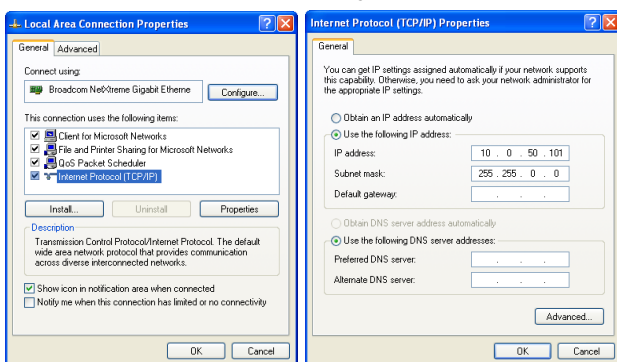 Local Area Connection Properties
General
Advanced
Connect using:
Broadcom NetXtreme Gigabit Etherne
Configure...
This connection uses the following items:
Client for Microsoft Networks
File and Printer Sharing for Microsoft Networks
QoS Packet Scheduler
Internet Protocol (TCP/IP)
Install...
Uninstall
Properties
Description
Transmission Control Protocol/Internet Protocol. The default
wide area network protocol that provides communication
across diverse interconnected networks.
Show icon in notification area when connected
Notify me when this connection has limited or no connectivity
OK
Cancel
Internet Protocol (TCP/IP) Properties
General
You can get IP settings assigned automatically if your network supports
this capability. Otherwise, you need to ask your network administrator for
the appropriate IP settings.
Obtain an IP address automatically
Use the following IP address:
IP address: 10 . 0 . 50 . 101
Subnet mask: 255 . 255 . 0 . 0
Default gateway: . . .
Obtain DNS server address automatically
Use the following DNS server addresses:
Preferred DNS server: . . .
Alternate DNS server: . . .
Advanced...
OK
Cancel